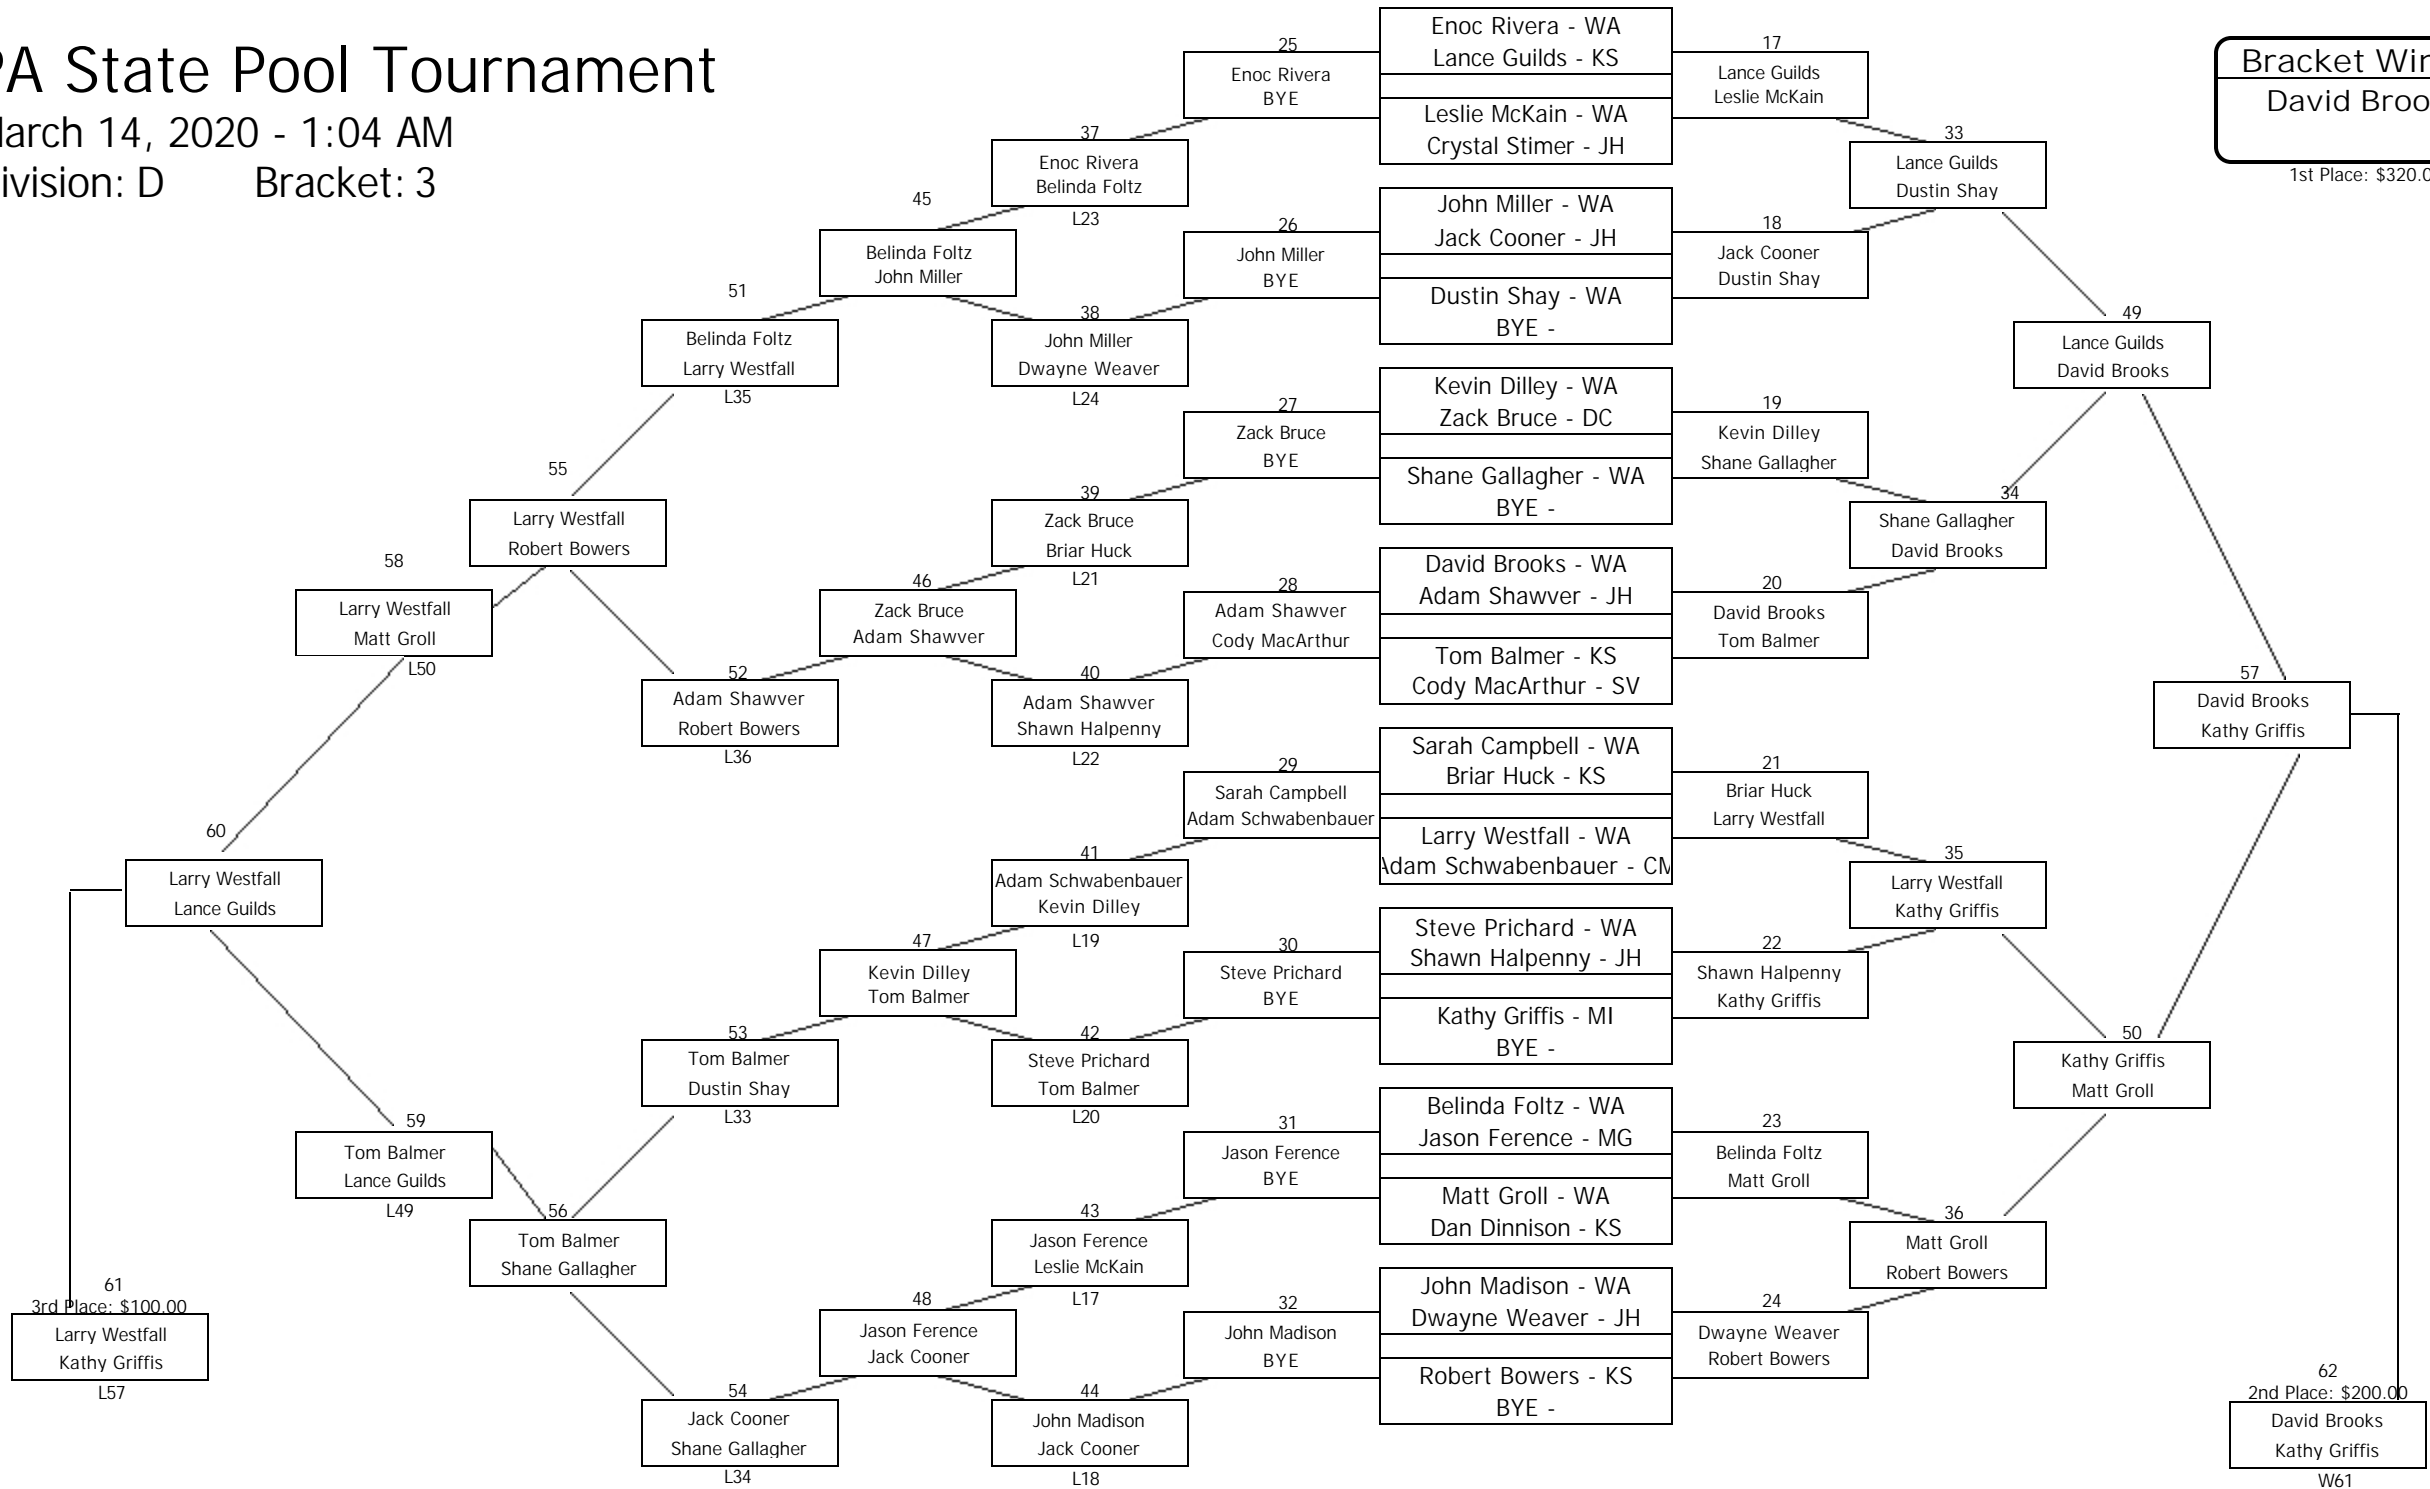 PA State Pool Tournament
March 14, 2020 - 1:04 AM
Division: D Bracket: 3
60
Larry Westfall
Lance Guilds
61
3rd Place: $100.00
Larry Westfall
Kathy Griffis
L57
58
Larry Westfall
Matt Groll
L50
59
Tom Balmer
Lance Guilds
L49
55
Larry Westfall
Robert Bowers
56
Tom Balmer
Shane Gallagher
51
Belinda Foltz
Larry Westfall
L35
52
Adam Shawver
Robert Bowers
L36
53
Tom Balmer
Dustin Shay
L33
54
Jack Cooner
Shane Gallagher
L34
45
Belinda Foltz
John Miller
46
Zack Bruce
Adam Shawver
47
Kevin Dilley
Tom Balmer
48
Jason Ference
Jack Cooner
37
Enoc Rivera
Belinda Foltz
L23
38
John Miller
Dwayne Weaver
L24
39
Zack Bruce
Briar Huck
L21
40
Adam Shawver
Shawn Halpenny
L22
41
Adam Schwabenbauer
Kevin Dilley
L19
42
Steve Prichard
Tom Balmer
L20
43
Jason Ference
Leslie McKain
L17
44
John Madison
Jack Cooner
L18
25
Enoc Rivera
BYE
26
John Miller
BYE
27
Zack Bruce
BYE
28
Adam Shawver
Cody MacArthur
29
Sarah Campbell
Adam Schwabenbauer
30
Steve Prichard
BYE
31
Jason Ference
BYE
32
John Madison
BYE
Enoc Rivera - WA
Lance Guilds - KS
Leslie McKain - WA
Crystal Stimer - JH
John Miller - WA
Jack Cooner - JH
Dustin Shay - WA
BYE -
Kevin Dilley - WA
Zack Bruce - DC
Shane Gallagher - WA
BYE -
David Brooks - WA
Adam Shawver - JH
Tom Balmer - KS
Cody MacArthur - SV
Sarah Campbell - WA
Briar Huck - KS
Larry Westfall - WA
Adam Schwabenbauer - CM
Steve Prichard - WA
Shawn Halpenny - JH
Kathy Griffis - MI
BYE -
Belinda Foltz - WA
Jason Ference - MG
Matt Groll - WA
Dan Dinnison - KS
John Madison - WA
Dwayne Weaver - JH
Robert Bowers - KS
BYE -
17
Lance Guilds
Leslie McKain
18
Jack Cooner
Dustin Shay
19
Kevin Dilley
Shane Gallagher
20
David Brooks
Tom Balmer
21
Briar Huck
Larry Westfall
22
Shawn Halpenny
Kathy Griffis
23
Belinda Foltz
Matt Groll
24
Dwayne Weaver
Robert Bowers
33
Lance Guilds
Dustin Shay
34
Shane Gallagher
David Brooks
35
Larry Westfall
Kathy Griffis
36
Matt Groll
Robert Bowers
49
Lance Guilds
David Brooks
50
Kathy Griffis
Matt Groll
57
David Brooks
Kathy Griffis
Bracket Win
David Broo
1st Place: $320.0
62
2nd Place: $200.00
David Brooks
Kathy Griffis
W61